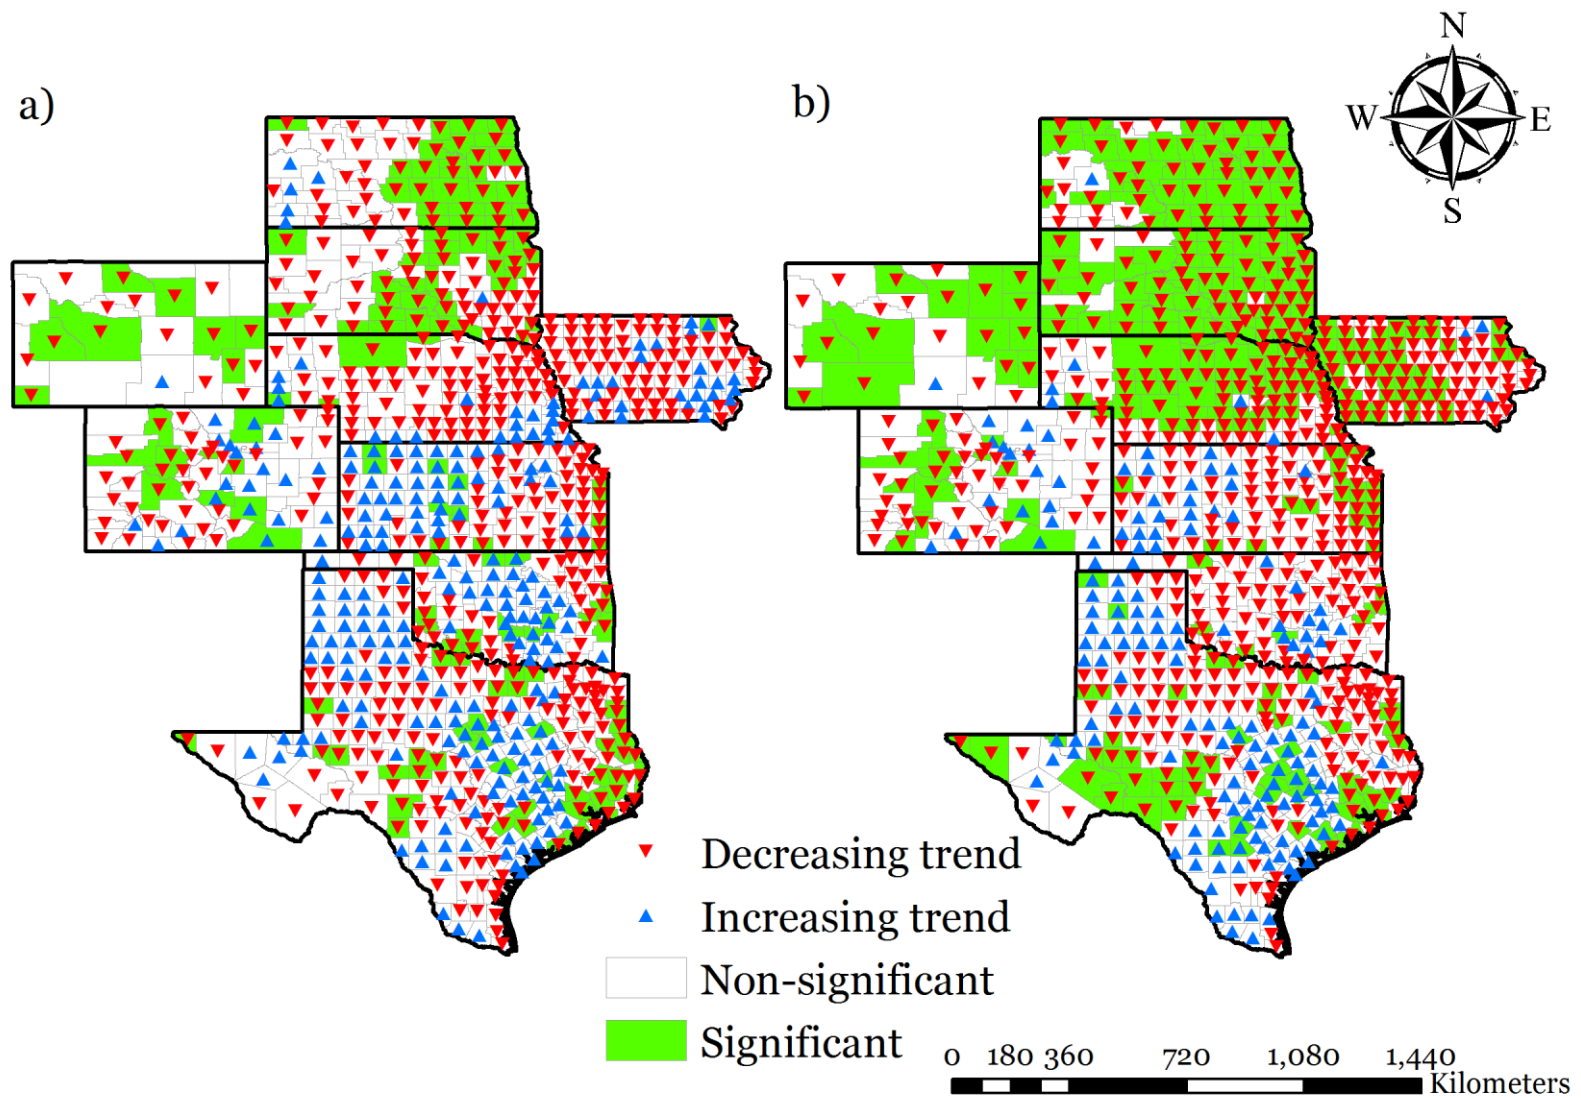 a)
b)
N
W
E
S
Decreasing trend
Increasing trend
Non-significant
Significant
0 180 360 720 1,080 1,440
Kilometers